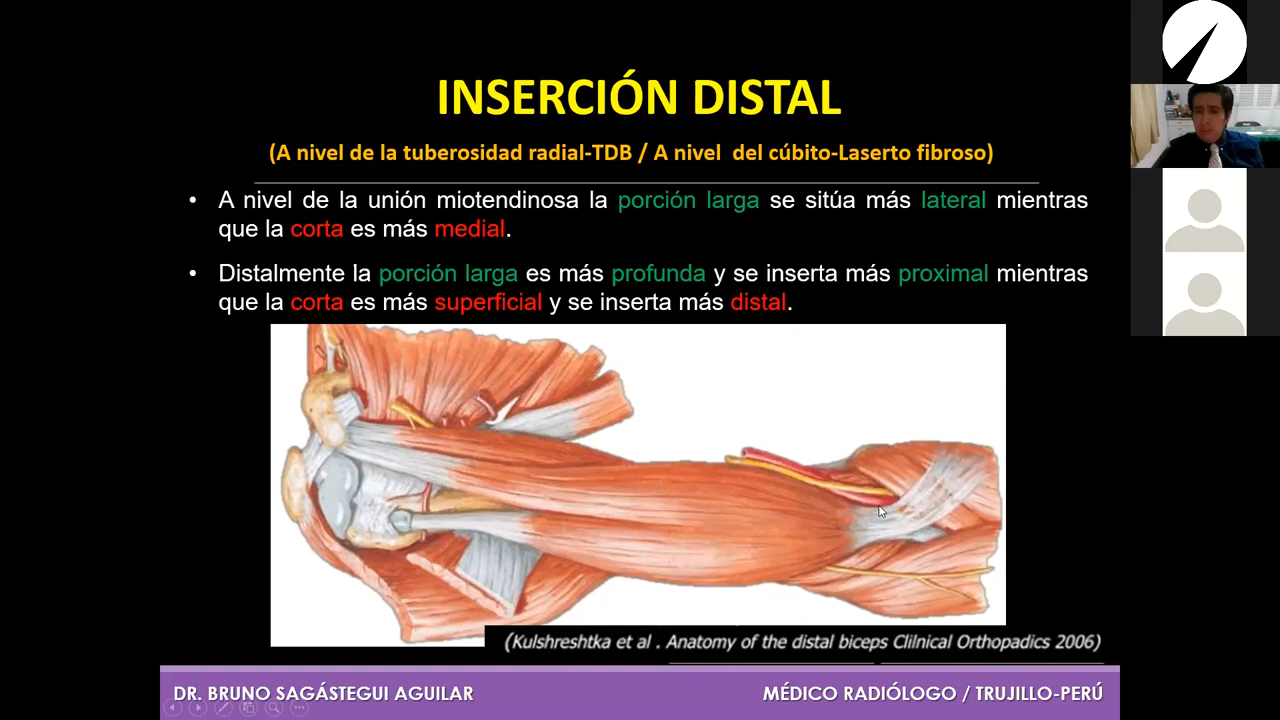 INSERCIÓN DISTAL
(A nivel de la tuberosidad radial-TDB / A nivel del cúbito-Laserto fibroso)
• A nivel de la unión miotendinosa la porción larga se sitúa más lateral mientras
que la corta es más medial.
• Distalmente la porción larga es más profunda y se inserta más proximal mientras
que la corta es más superficial y se inserta más distal.
(Kulshreshtka et al . Anatomy of the distal biceps Clilnical Orthopadics 2006)
DR. BRUNO SAGÁSTEGUI AGUILAR
MÉDICO RADIÓLOGO / TRUJILLO-PERÚ